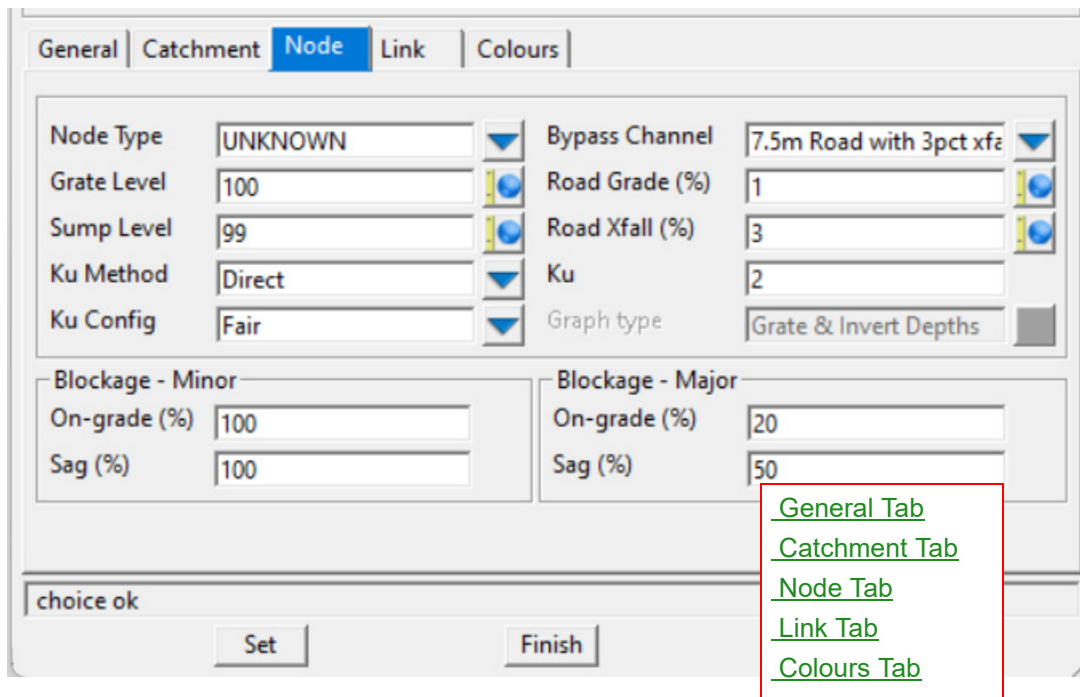 General Catchment Node Link Colours
Node Type UNKNOWN Bypass Channel 7.5m Road with 3pct xfa
Grate Level 100 Road Grade (%) 1
Sump Level 99 Road Xfall (%) 3
Ku Method Direct Ku 2
Ku Config Fair Graph type Grate & Invert Depths
Blockage - Minor Blockage - Major
On-grade (%) 100 On-grade (%) 20
Sag (%) 100 Sag (%) 50
General Tab
Catchment Tab
Node Tab
Link Tab
Colours Tab
choice ok
Set Finish